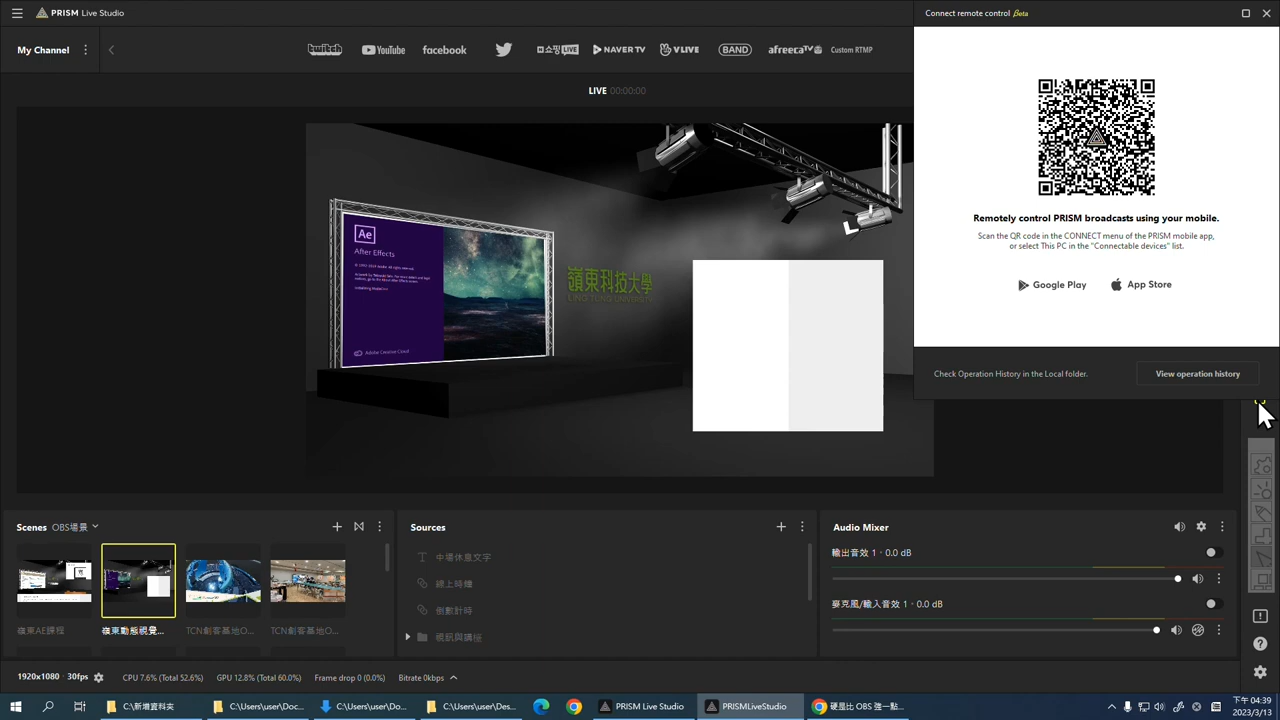 PRISM Live Studio
Connect remote control Beta
My Channel
twitch
YouTube
facebook
쇼핑 LIVE
NAVER TV
VLIVE
BAND
afreecaTV
Custom RTMP
LIVE 00:00:00
Ae
After Effects
Adobe Creative Cloud
嶺東科技大學
LING TUNG UNIVERSITY
Remotely control PRISM broadcasts using your mobile.
Scan the QR code in the CONNECT menu of the PRISM mobile app,
or select This PC in the "Connectable devices" list.
Google Play
App Store
Check Operation History in the Local folder.
View operation history
Scenes OBS場景
Sources
Audio Mixer
中場休息文字
線上時鐘
倒數計時
視訊與講桌
輸出音效 1 · 0.0 dB
麥克風/輸入音效 1 · 0.0 dB
嶺東AE課程
嶺東動態視覺...
TCN創客基地O...
TCN創客基地O...
1920x1080 · 30fps
CPU 7.6% (Total 52.6%)
GPU 12.8% (Total 60.0%)
Frame drop 0 (0.0%)
Bitrate 0kbps
C:\新增資料夾
C:\Users\user\Doc...
C:\Users\user\Do...
C:\Users\user\Des...
PRISM Live Studio
PRISMLiveStudio
硬是比 OBS 強一點...
下午 04:39
2023/3/13